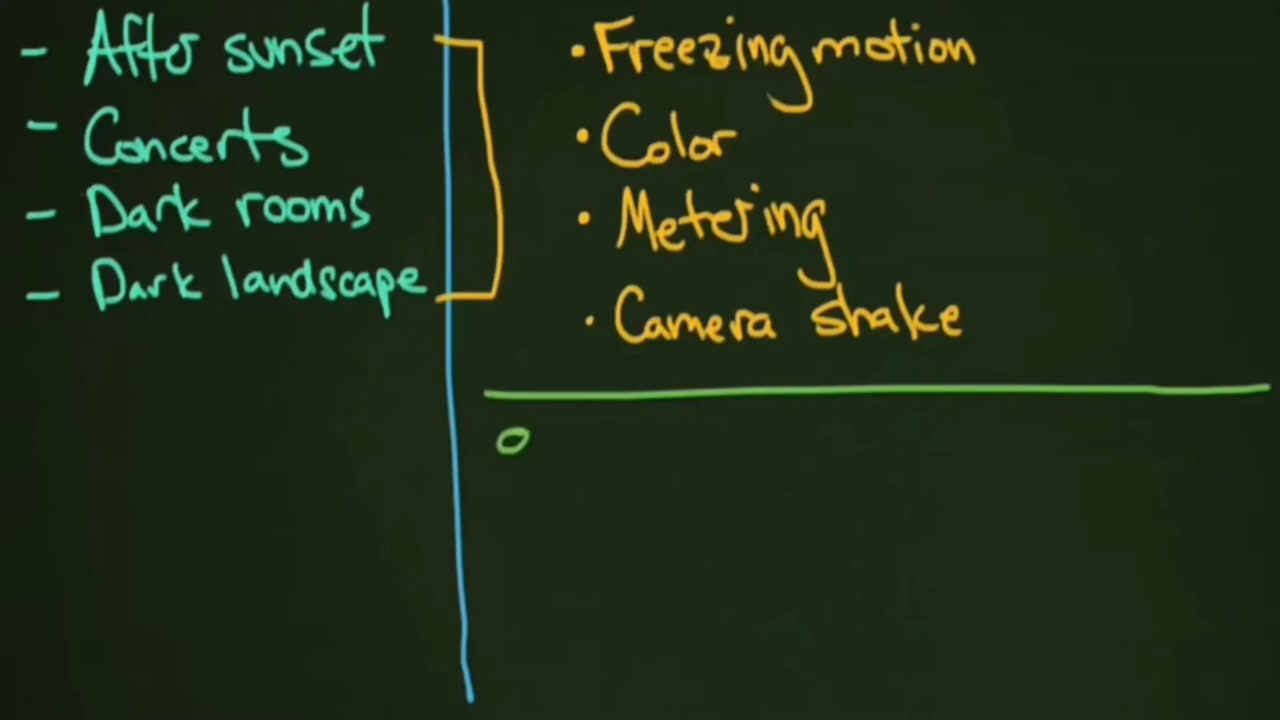 - After sunset
- Concerts
- Dark rooms
- Dark landscape
• Freezing motion
• Color
• Metering
• Camera shake